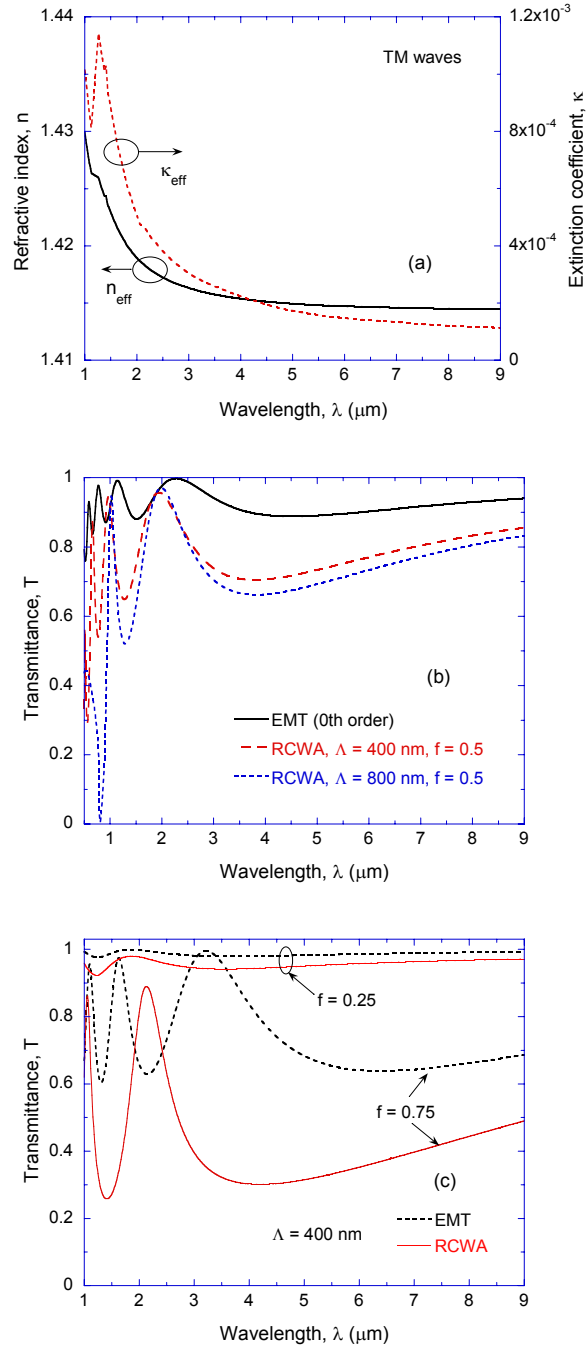 1.44
1.43
1.42
1.41
Refractive index, n
1.2x10⁻³
8x10⁻⁴
4x10⁻⁴
0
Extinction coefficient, κ
TM waves
κeff
neff
(a)
1 2 3 4 5 6 7 8 9
Wavelength, λ (μm)
1
0.8
0.6
0.4
0.2
0
Transmittance, T
(b)
EMT (0th order)
RCWA, Λ = 400 nm, f = 0.5
RCWA, Λ = 800 nm, f = 0.5
1 2 3 4 5 6 7 8 9
Wavelength, λ (μm)
1
0.8
0.6
0.4
0.2
0
Transmittance, T
f = 0.25
f = 0.75
(c)
Λ = 400 nm
EMT
RCWA
1 2 3 4 5 6 7 8 9
Wavelength, λ (μm)